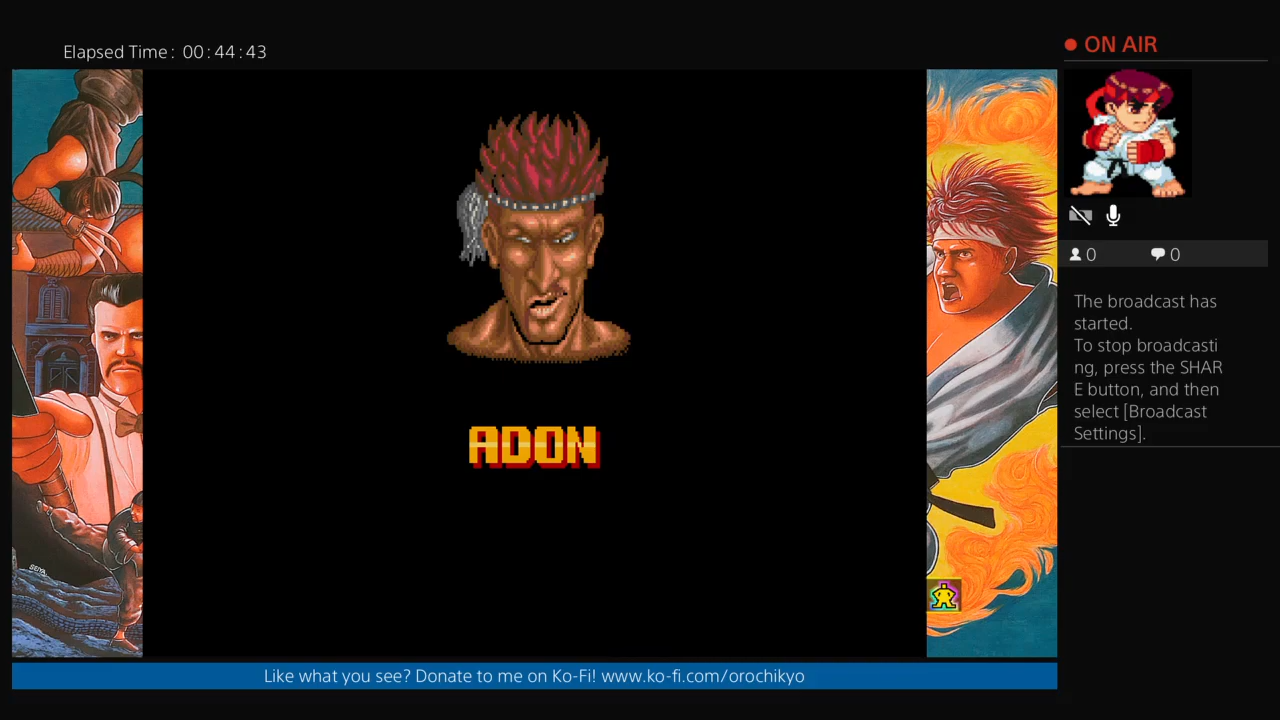 Elapsed Time: 00:44:43
ON AIR
0
0
The broadcast has
started.
To stop broadcasti
ng, press the SHAR
E button, and then
select [Broadcast
Settings].
ADON
SEIYA
Like what you see? Donate to me on Ko-Fi! www.ko-fi.com/orochikyo